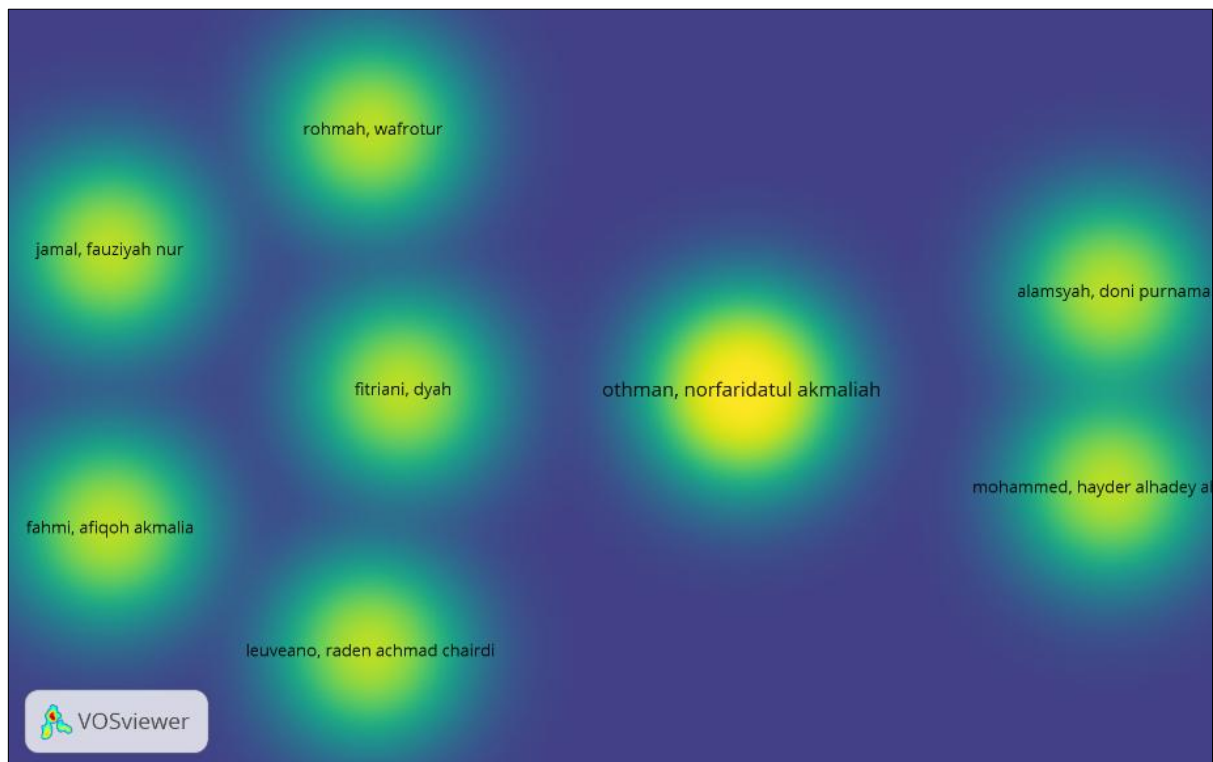 rohmah, wafrotur
jamal, fauziyah nur
alamsyah, doni purnama
fitriani, dyah
othman, norfaridatul akmaliah
mohammed, hayder alhadey al
fahmi, afiqoh akmalia
leuveano, raden achmad chairdi
VOSviewer